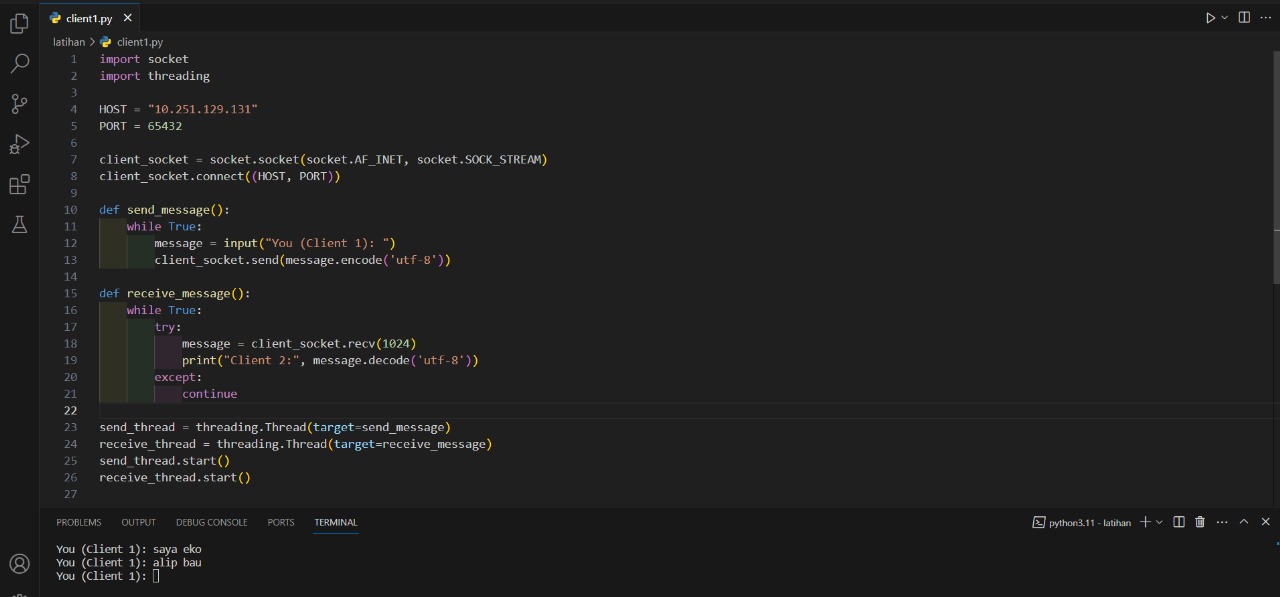 client1.py
latihan > client1.py
1 import socket
2 import threading
3
4 HOST = "10.251.129.131"
5 PORT = 65432
6
7 client_socket = socket.socket(socket.AF_INET, socket.SOCK_STREAM)
8 client_socket.connect((HOST, PORT))
9
10 def send_message():
11     while True:
12         message = input("You (Client 1): ")
13         client_socket.send(message.encode('utf-8'))
14
15 def receive_message():
16     while True:
17         try:
18             message = client_socket.recv(1024)
19             print("Client 2:", message.decode('utf-8'))
20         except:
21             continue
22
23 send_thread = threading.Thread(target=send_message)
24 receive_thread = threading.Thread(target=receive_message)
25 send_thread.start()
26 receive_thread.start()
27
PROBLEMS OUTPUT DEBUG CONSOLE PORTS TERMINAL python3.11 - latihan
You (Client 1): saya eko
You (Client 1): alip bau
You (Client 1):